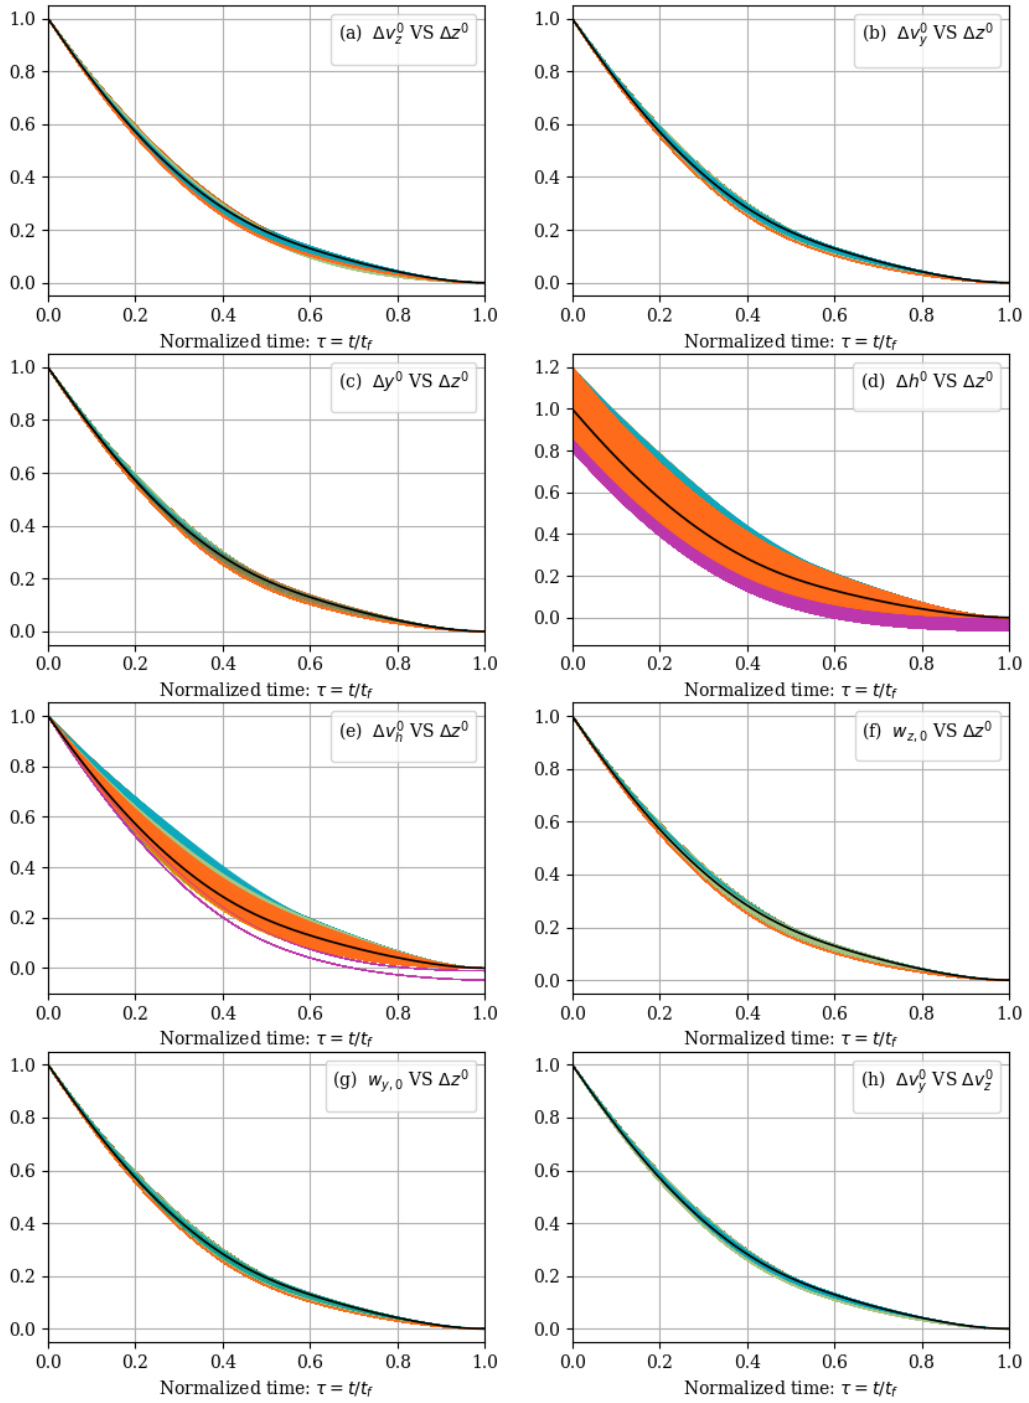 (a) Δv_z^0 VS Δz^0
1.0
0.8
0.6
0.4
0.2
0.0
0.0 0.2 0.4 0.6 0.8 1.0
Normalized time: τ = t/t_f
(b) Δv_y^0 VS Δz^0
1.0
0.8
0.6
0.4
0.2
0.0
0.0 0.2 0.4 0.6 0.8 1.0
Normalized time: τ = t/t_f
(c) Δy^0 VS Δz^0
1.0
0.8
0.6
0.4
0.2
0.0
0.0 0.2 0.4 0.6 0.8 1.0
Normalized time: τ = t/t_f
(d) Δh^0 VS Δz^0
1.2
1.0
0.8
0.6
0.4
0.2
0.0
0.0 0.2 0.4 0.6 0.8 1.0
Normalized time: τ = t/t_f
(e) Δv_h^0 VS Δz^0
1.0
0.8
0.6
0.4
0.2
0.0
0.0 0.2 0.4 0.6 0.8 1.0
Normalized time: τ = t/t_f
(f) w_{z,0} VS Δz^0
1.0
0.8
0.6
0.4
0.2
0.0
0.0 0.2 0.4 0.6 0.8 1.0
Normalized time: τ = t/t_f
(g) w_{y,0} VS Δz^0
1.0
0.8
0.6
0.4
0.2
0.0
0.0 0.2 0.4 0.6 0.8 1.0
Normalized time: τ = t/t_f
(h) Δv_y^0 VS Δv_z^0
1.0
0.8
0.6
0.4
0.2
0.0
0.0 0.2 0.4 0.6 0.8 1.0
Normalized time: τ = t/t_f